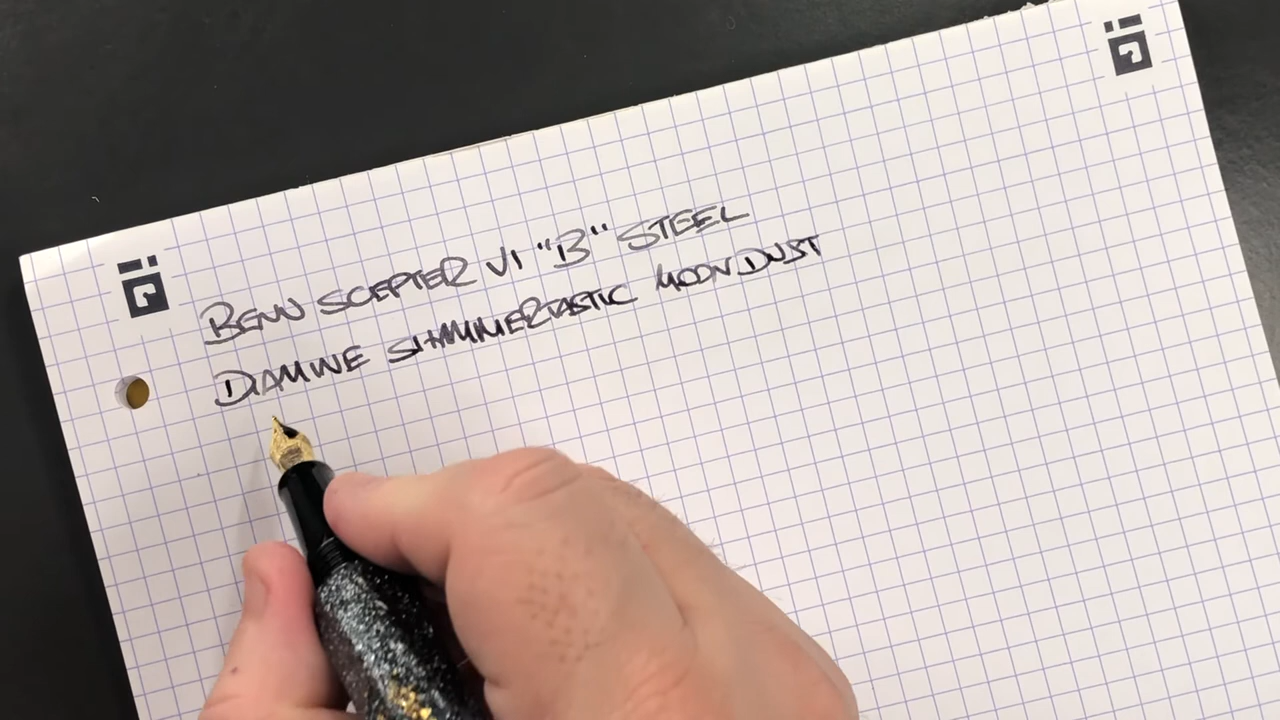 BENU SCEPTER VI "B" STEEL
DIAMINE SHIMMERTASTIC MOON DUST